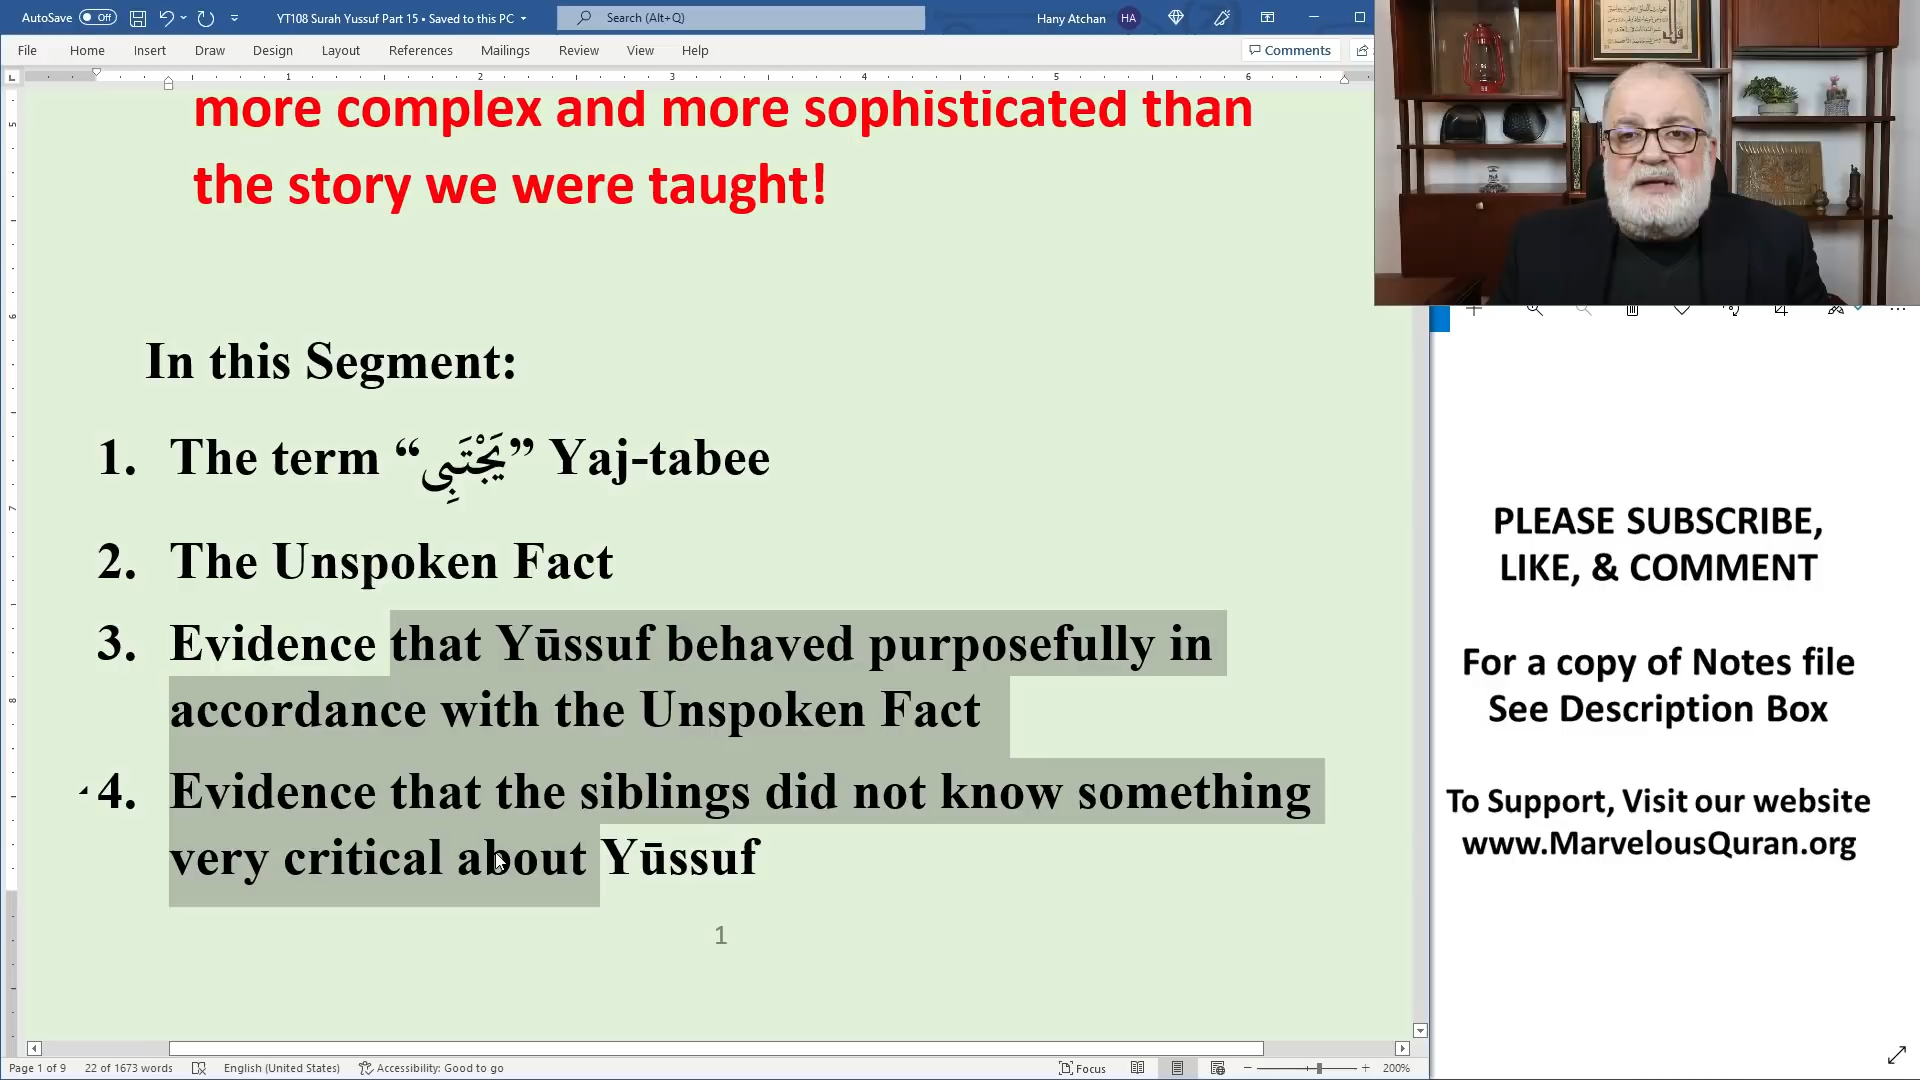 AutoSave Off YT108 Surah Yussuf Part 15 • Saved to this PC Search (Alt+Q) Hany Atchan HA
File Home Insert Draw Design Layout References Mailings Review View Help Comments
1 2 3 4 5 6
more complex and more sophisticated than
the story we were taught!
In this Segment:
1. The term “يَجْتَبِى” Yaj-tabee
2. The Unspoken Fact
3. Evidence that Yūssuf behaved purposefully in
accordance with the Unspoken Fact
4. Evidence that the siblings did not know something
very critical about Yūssuf
1
PLEASE SUBSCRIBE,
LIKE, & COMMENT
For a copy of Notes file
See Description Box
To Support, Visit our website
www.MarvelousQuran.org
Page 1 of 9 22 of 1673 words English (United States) Accessibility: Good to go Focus 200%